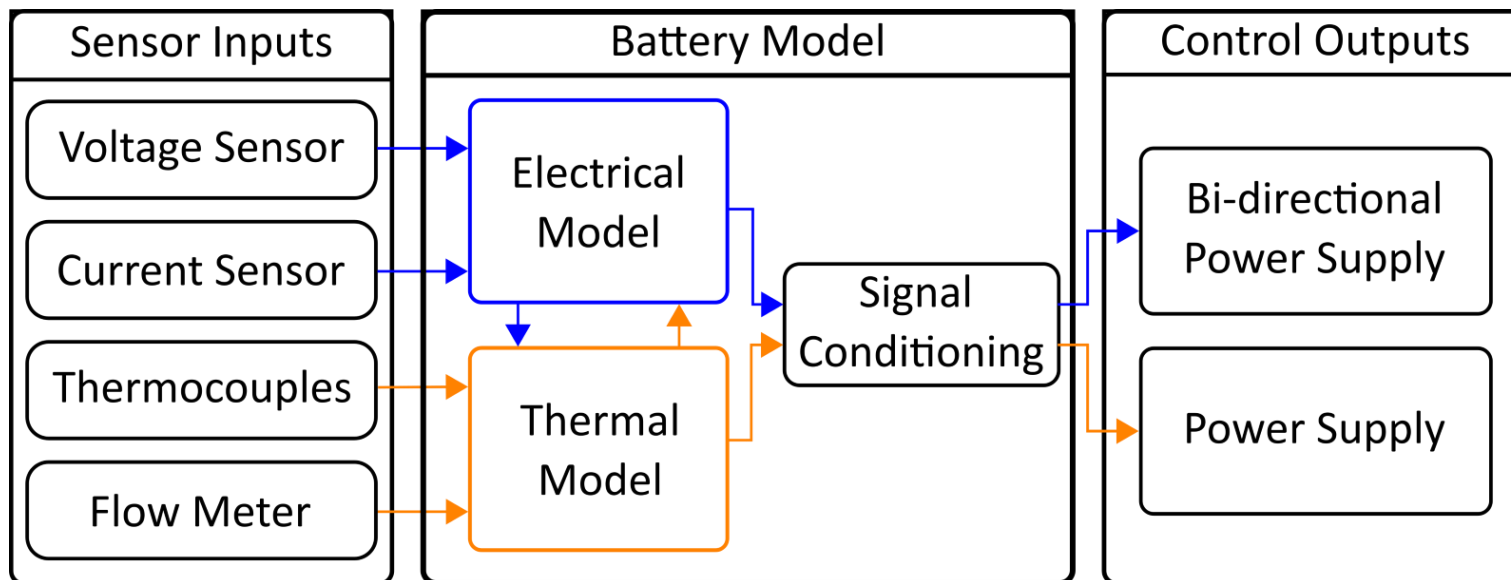 Sensor Inputs
Voltage Sensor
Current Sensor
Thermocouples
Flow Meter
Battery Model
Electrical
Model
Thermal
Model
Signal
Conditioning
Control Outputs
Bi-directional
Power Supply
Power Supply